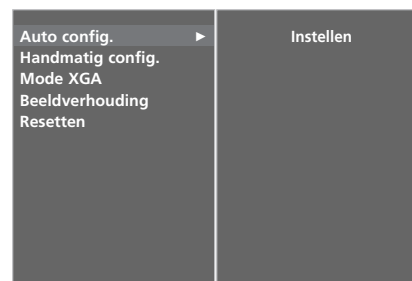 Auto config. ►
Instellen
Handmatig config.
Mode XGA
Beeldverhouding
Resetten